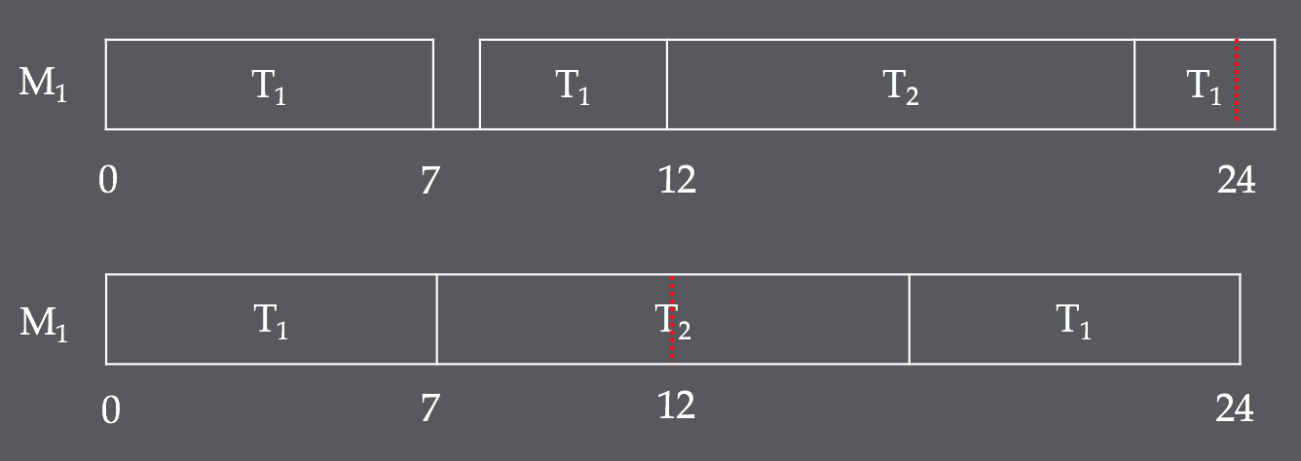 M₁ T₁ T₁ T₂ T₁
0 7 12 24
M₁ T₁ T₂ T₁
0 7 12 24